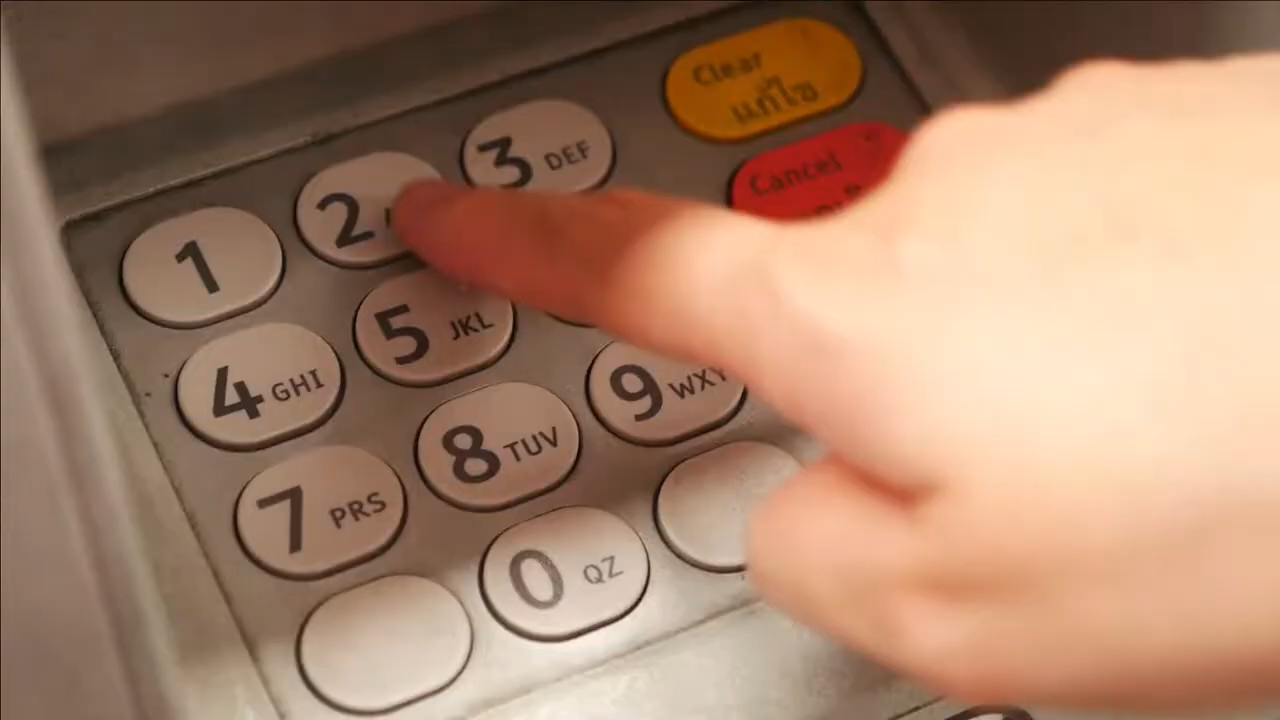 1
2
3 DEF
Clear
แก้ไข
4 GHI
5 JKL
Cancel
7 PRS
8 TUV
9 WXY
0 QZ